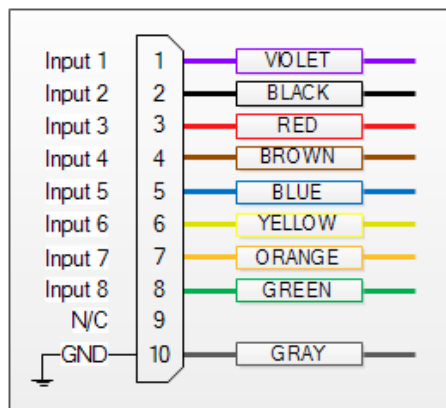 Input 1 1 VIOLET
Input 2 2 BLACK
Input 3 3 RED
Input 4 4 BROWN
Input 5 5 BLUE
Input 6 6 YELLOW
Input 7 7 ORANGE
Input 8 8 GREEN
N/C 9
GND 10 GRAY